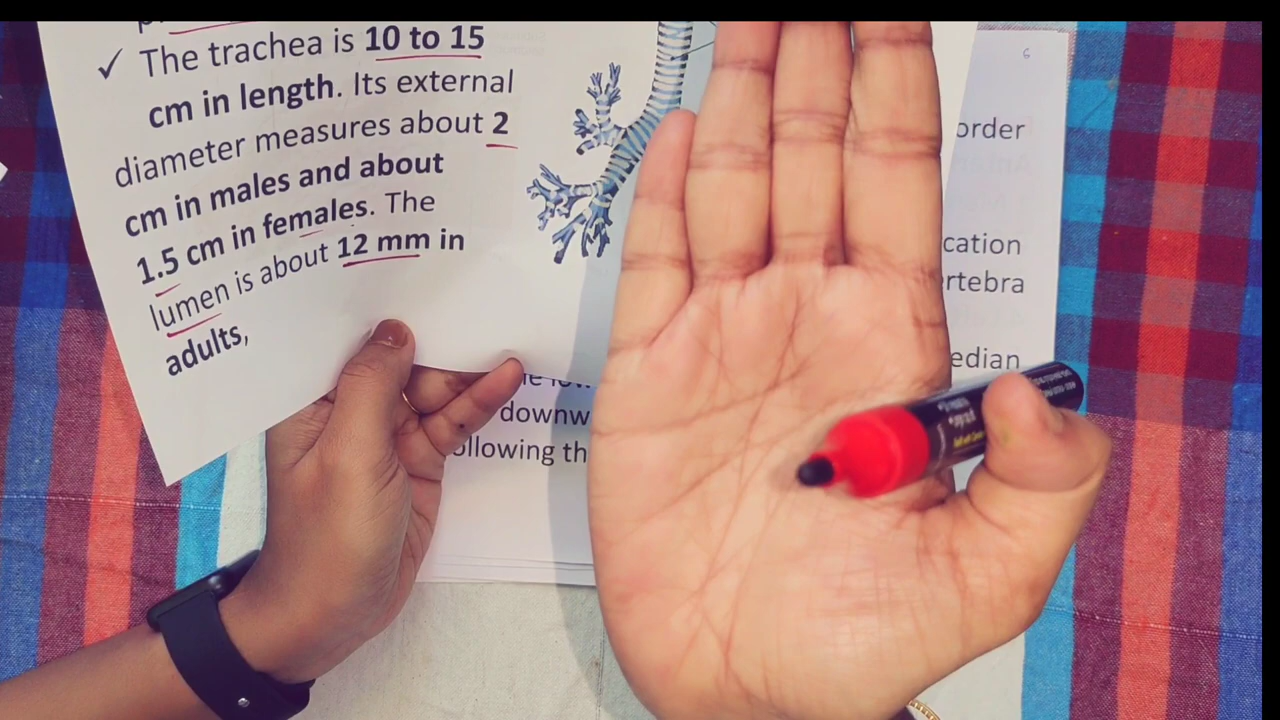 ✓ The trachea is 10 to 15
cm in length. Its external
diameter measures about 2
cm in males and about
1.5 cm in females. The
lumen is about 12 mm in
adults,
6
order
cation
rtebra
edian
downw
ollowing th